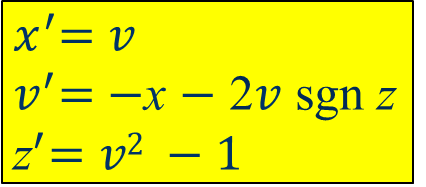 x′= v
v′= −x − 2v sgn z
z′= v² − 1